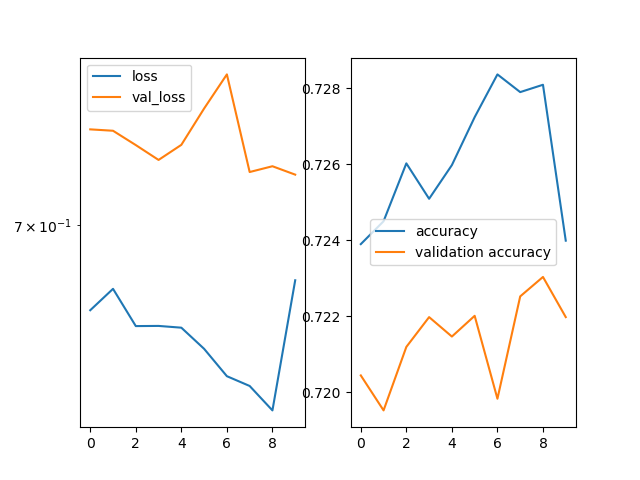 loss
val_loss
7 × 10⁻¹
0 2 4 6 8
0.728
0.726
0.724
0.722
0.720
accuracy
validation accuracy
0 2 4 6 8